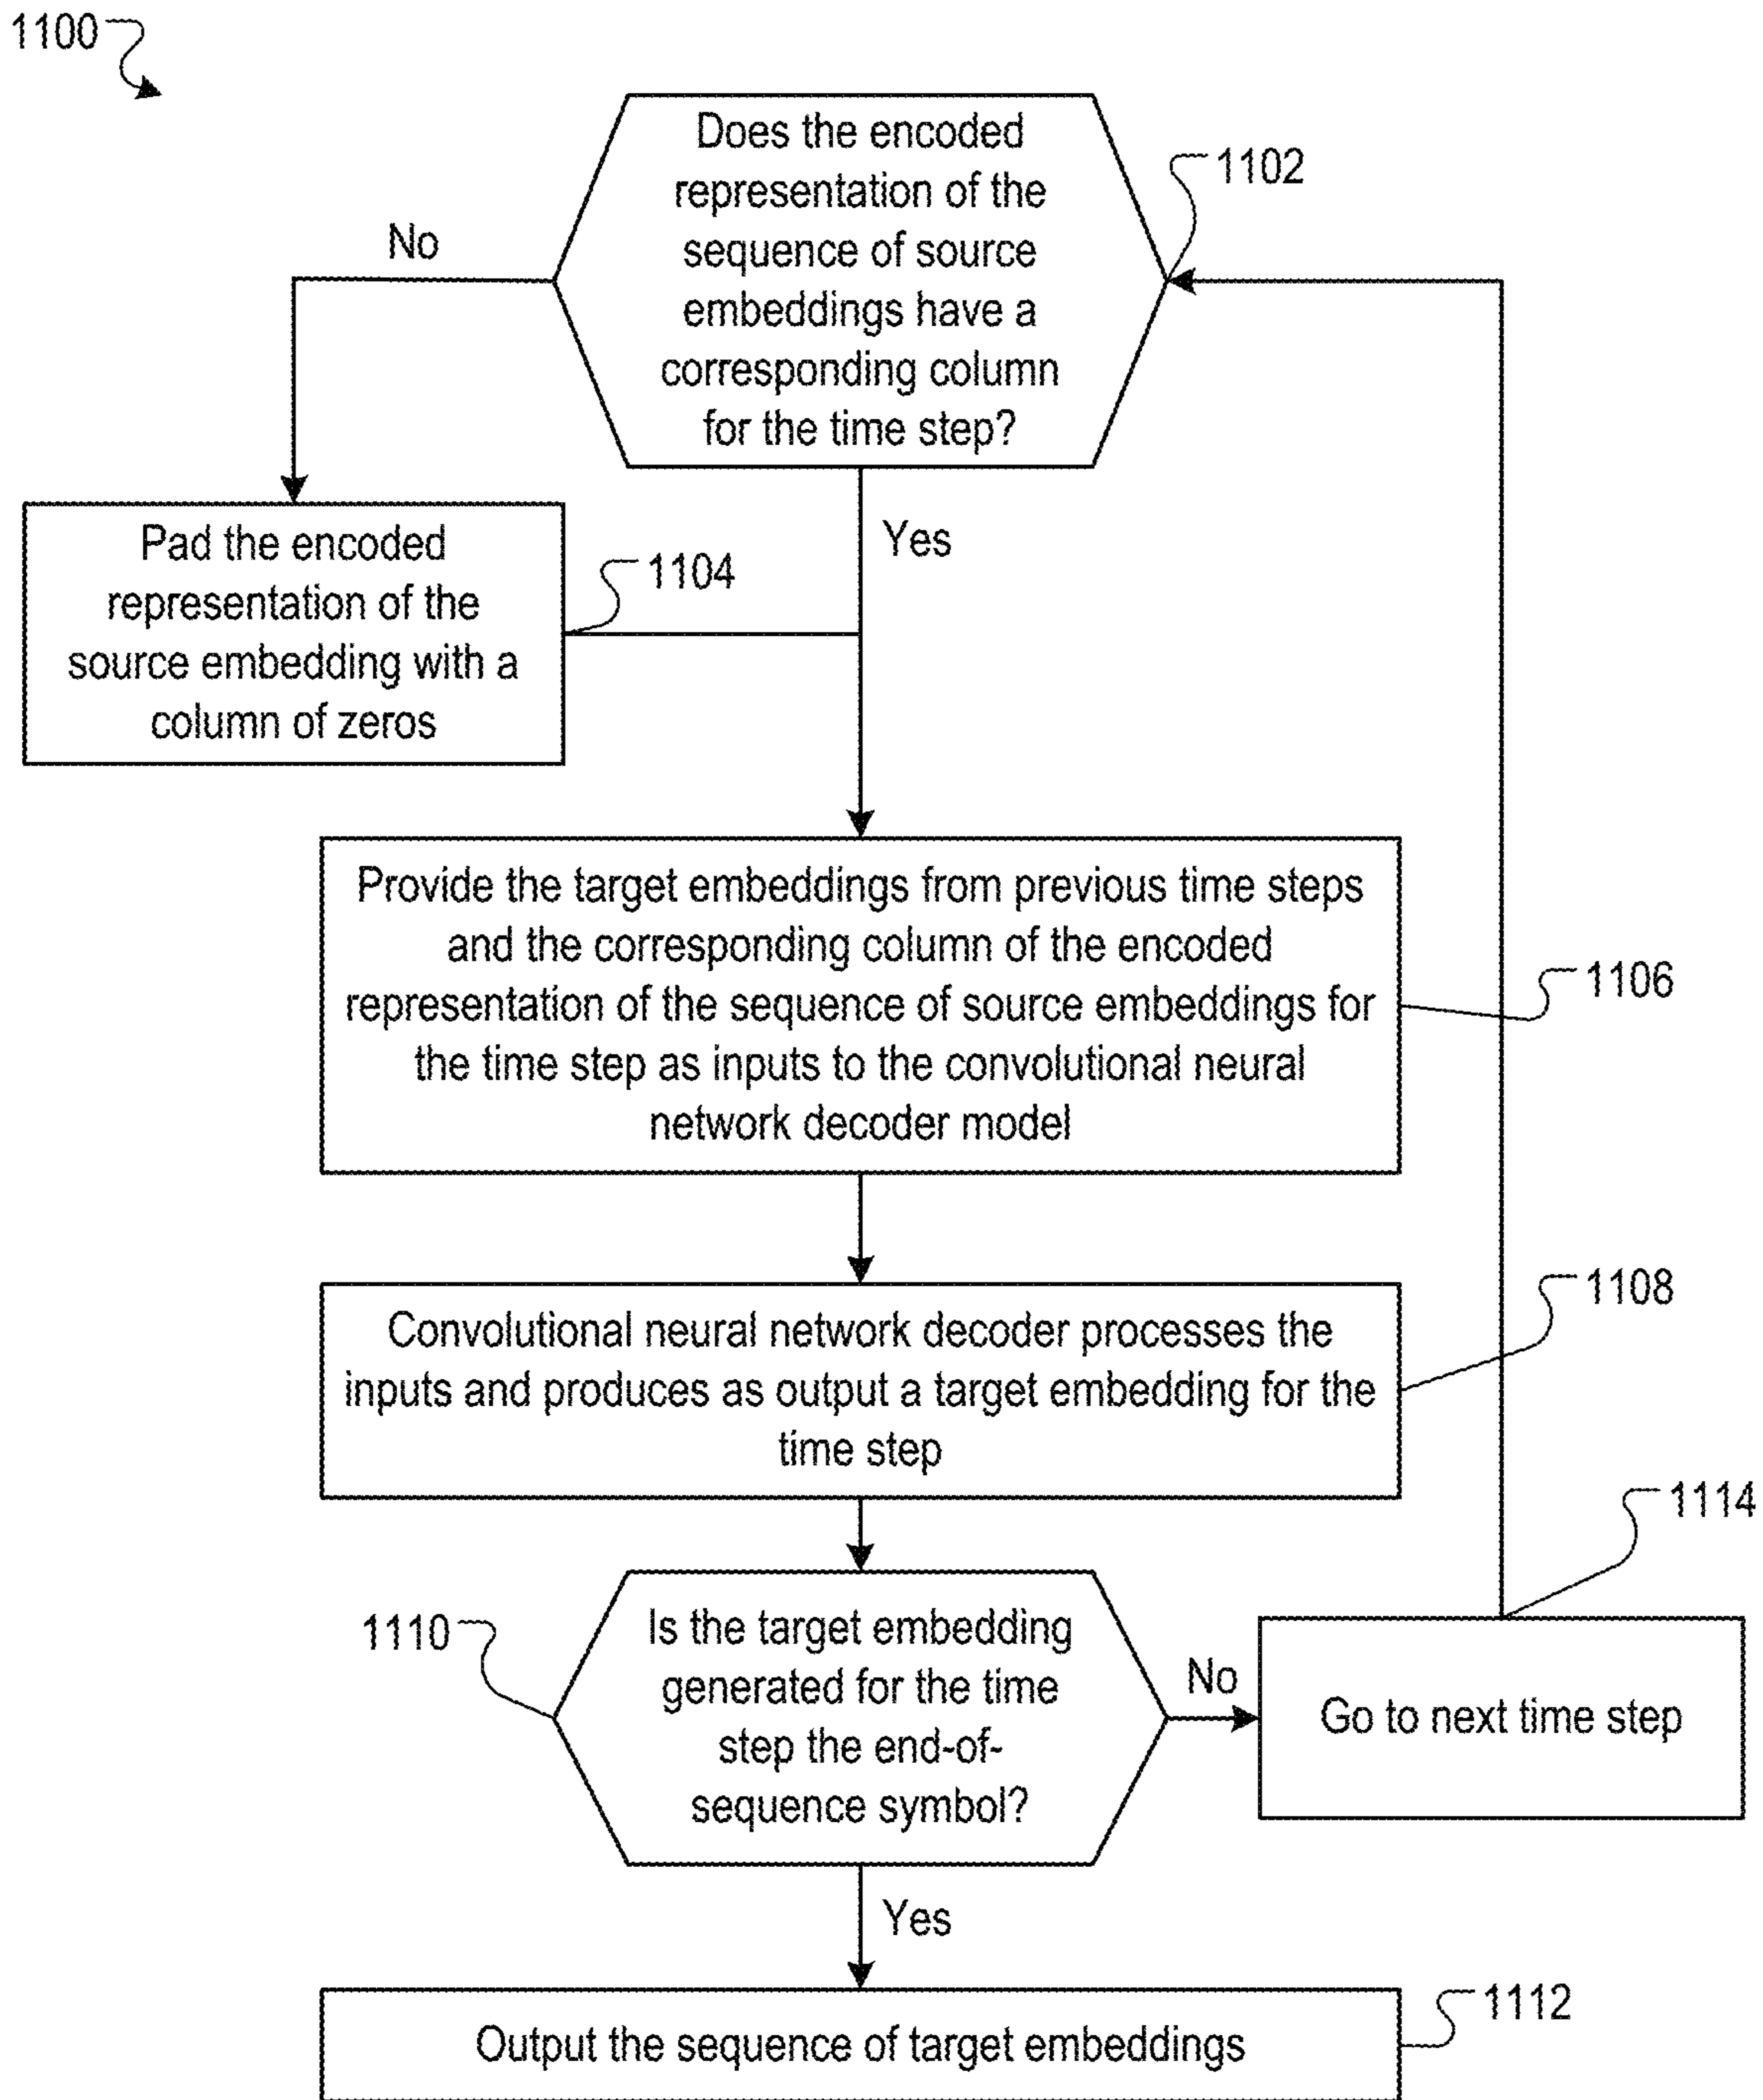 1100
Does the encoded
representation of the
sequence of source
embeddings have a
corresponding column
for the time step?
1102
No
Yes
Pad the encoded
representation of the
source embedding with a
column of zeros
1104
Provide the target embeddings from previous time steps
and the corresponding column of the encoded
representation of the sequence of source embeddings for
the time step as inputs to the convolutional neural
network decoder model
1106
Convolutional neural network decoder processes the
inputs and produces as output a target embedding for the
time step
1108
1110
Is the target embedding
generated for the time
step the end-of-
sequence symbol?
No
1114
Go to next time step
Yes
Output the sequence of target embeddings
1112